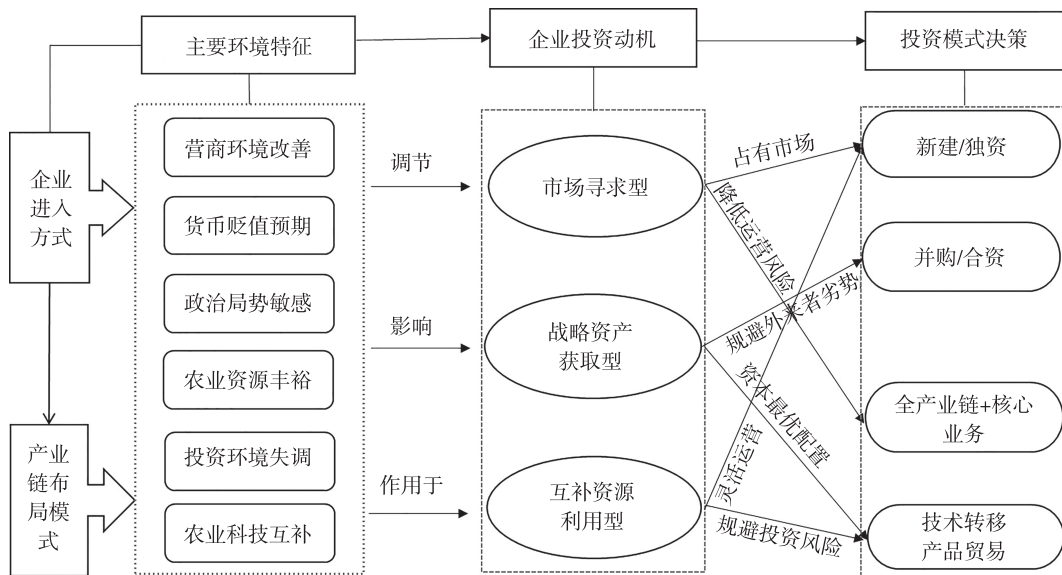 主要环境特征
企业投资动机
投资模式决策
企业
进入
方式
产业
链布
局模
式
营商环境改善
货币贬值预期
政治局势敏感
农业资源丰裕
投资环境失调
农业科技互补
调节
影响
作用于
市场寻求型
战略资产
获取型
互补资源
利用型
占有市场
降低运营风险
规避外来者劣势
资本最优配置
灵活运营
规避投资风险
新建/独资
并购/合资
全产业链+核心
业务
技术转移
产品贸易